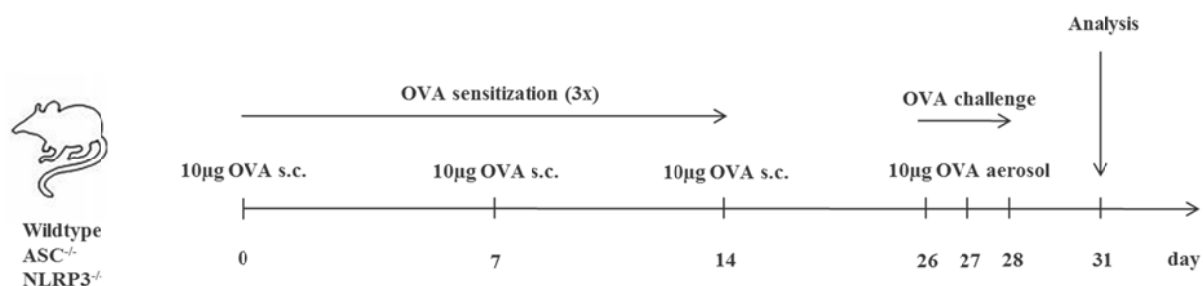 Analysis
OVA sensitization (3x)
OVA challenge
10µg OVA s.c. 10µg OVA s.c. 10µg OVA s.c. 10µg OVA aerosol
Wildtype
ASC-/-
NLRP3-/-
0 7 14 26 27 28 31 day